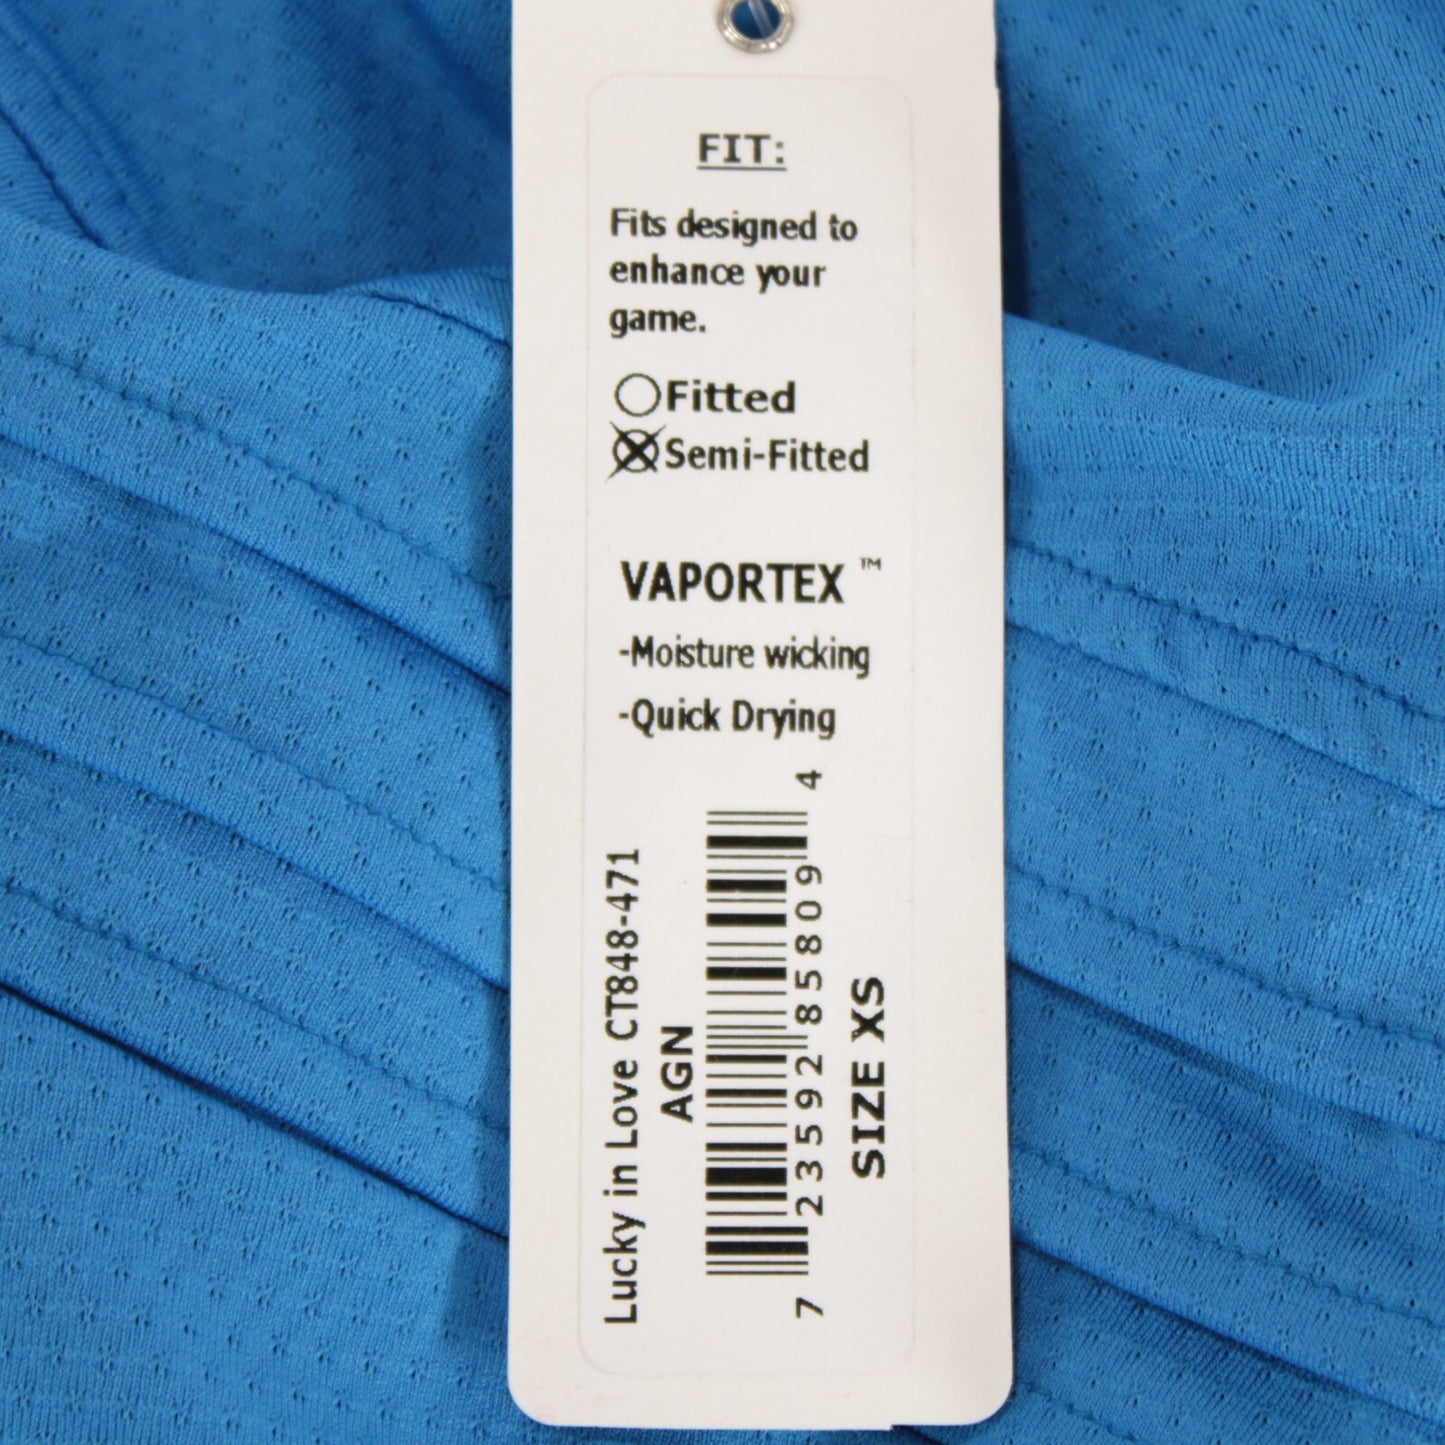 FIT:
Fits designed to
enhance your
game.
Fitted
Semi-Fitted
VAPORTEX ™
-Moisture wicking
-Quick Drying
Lucky in Love CT848-471
AGN
7 23592 85809 4
SIZE XS